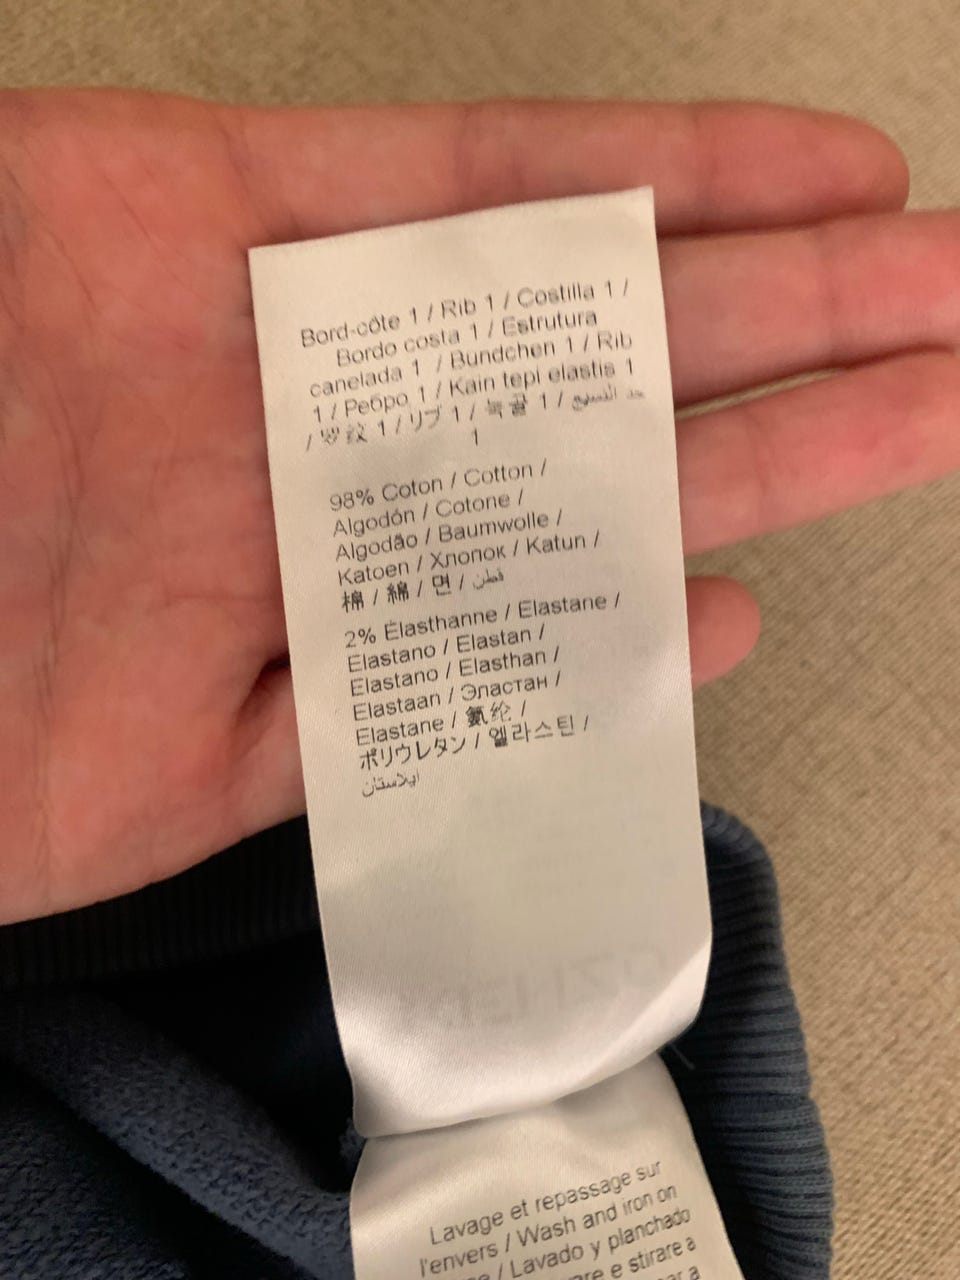 Bord-côte 1 / Rib 1 / Costilla 1 /
Bordo costa 1 / Estrutura
canelada 1 / Bundchen 1 / Rib
1 / Ребро 1 / Kain tepi elastis 1
/ 罗纹 1 / リブ 1 / 늑골 1 /
1
98% Coton / Cotton /
Algodón / Cotone /
Algodão / Baumwolle /
Katoen / Хлопок / Katun /
棉 / 綿 / 면 / قطن
2% Élasthanne / Elastane /
Elastano / Elastan /
Elastano / Elasthan /
Elastaan / Эластан /
Elastane / 氨纶 /
ポリウレタン / 엘라스틴 /
ايلاستان
KENZO
Lavage et repassage sur
l'envers / Wash and iron on
/ Lavado y planchado
e stirare a
a